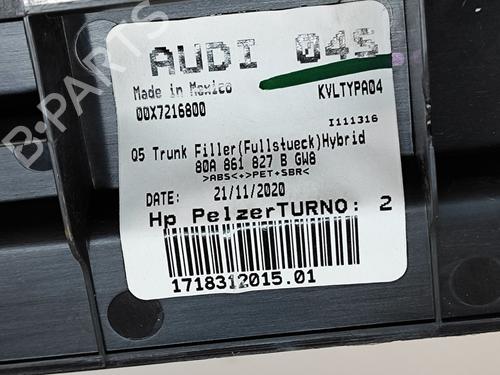 AUDI 04S
Made in Mexico KVLTYPA04
00X7216800
I111316
Q5 Trunk Filler(Fullstueck)Hybrid
80A 861 827 B GW8
>ABS<+>PET+SBR<
DATE: 21/11/2020
Hp PelzerTURNO: 2
1718312015.01
B-PARTS